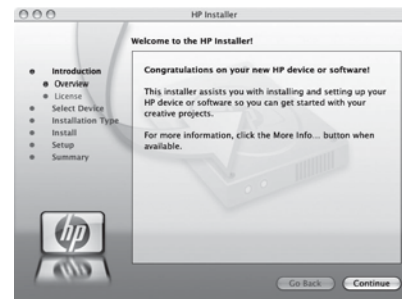 HP Installer
Welcome to the HP Installer!
Introduction
Overview
License
Select Device
Installation Type
Install
Setup
Summary
Congratulations on your new HP device or software!
This installer assists you with installing and setting up your
HP device or software so you can get started with your
creative projects.
For more information, click the More Info... button when
available.
hp
Go Back
Continue